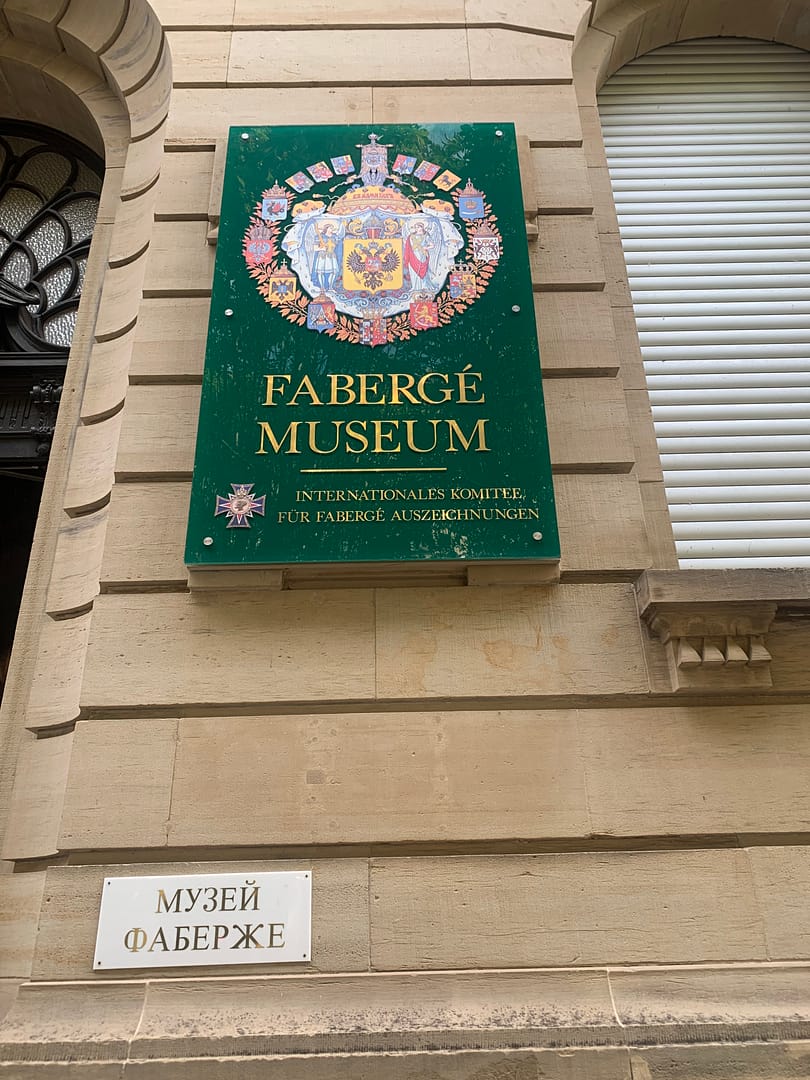 FABERGÉ
MUSEUM
INTERNATIONALES KOMITEE
FÜR FABERGÉ AUSZEICHNUNGEN
МУЗЕЙ
ФАБЕРЖЕ